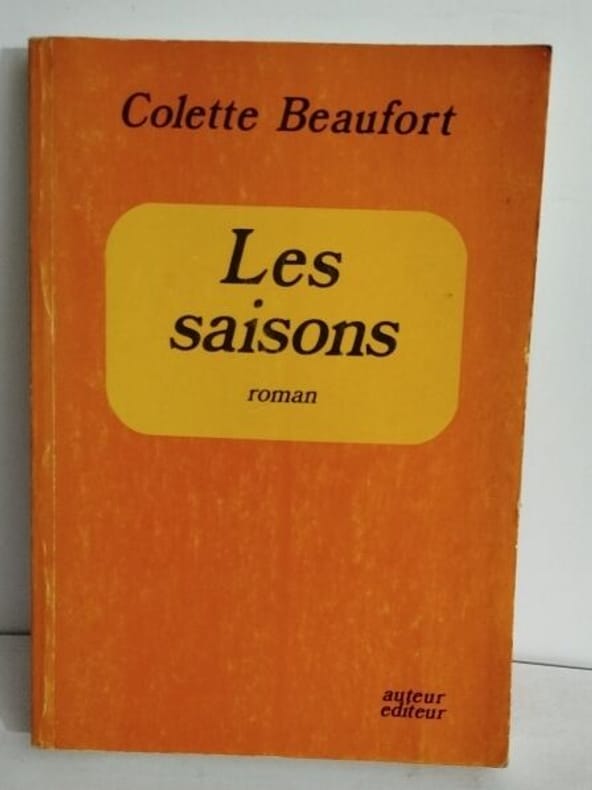 Colette Beaufort
Les
saisons
roman
auteur
editeur